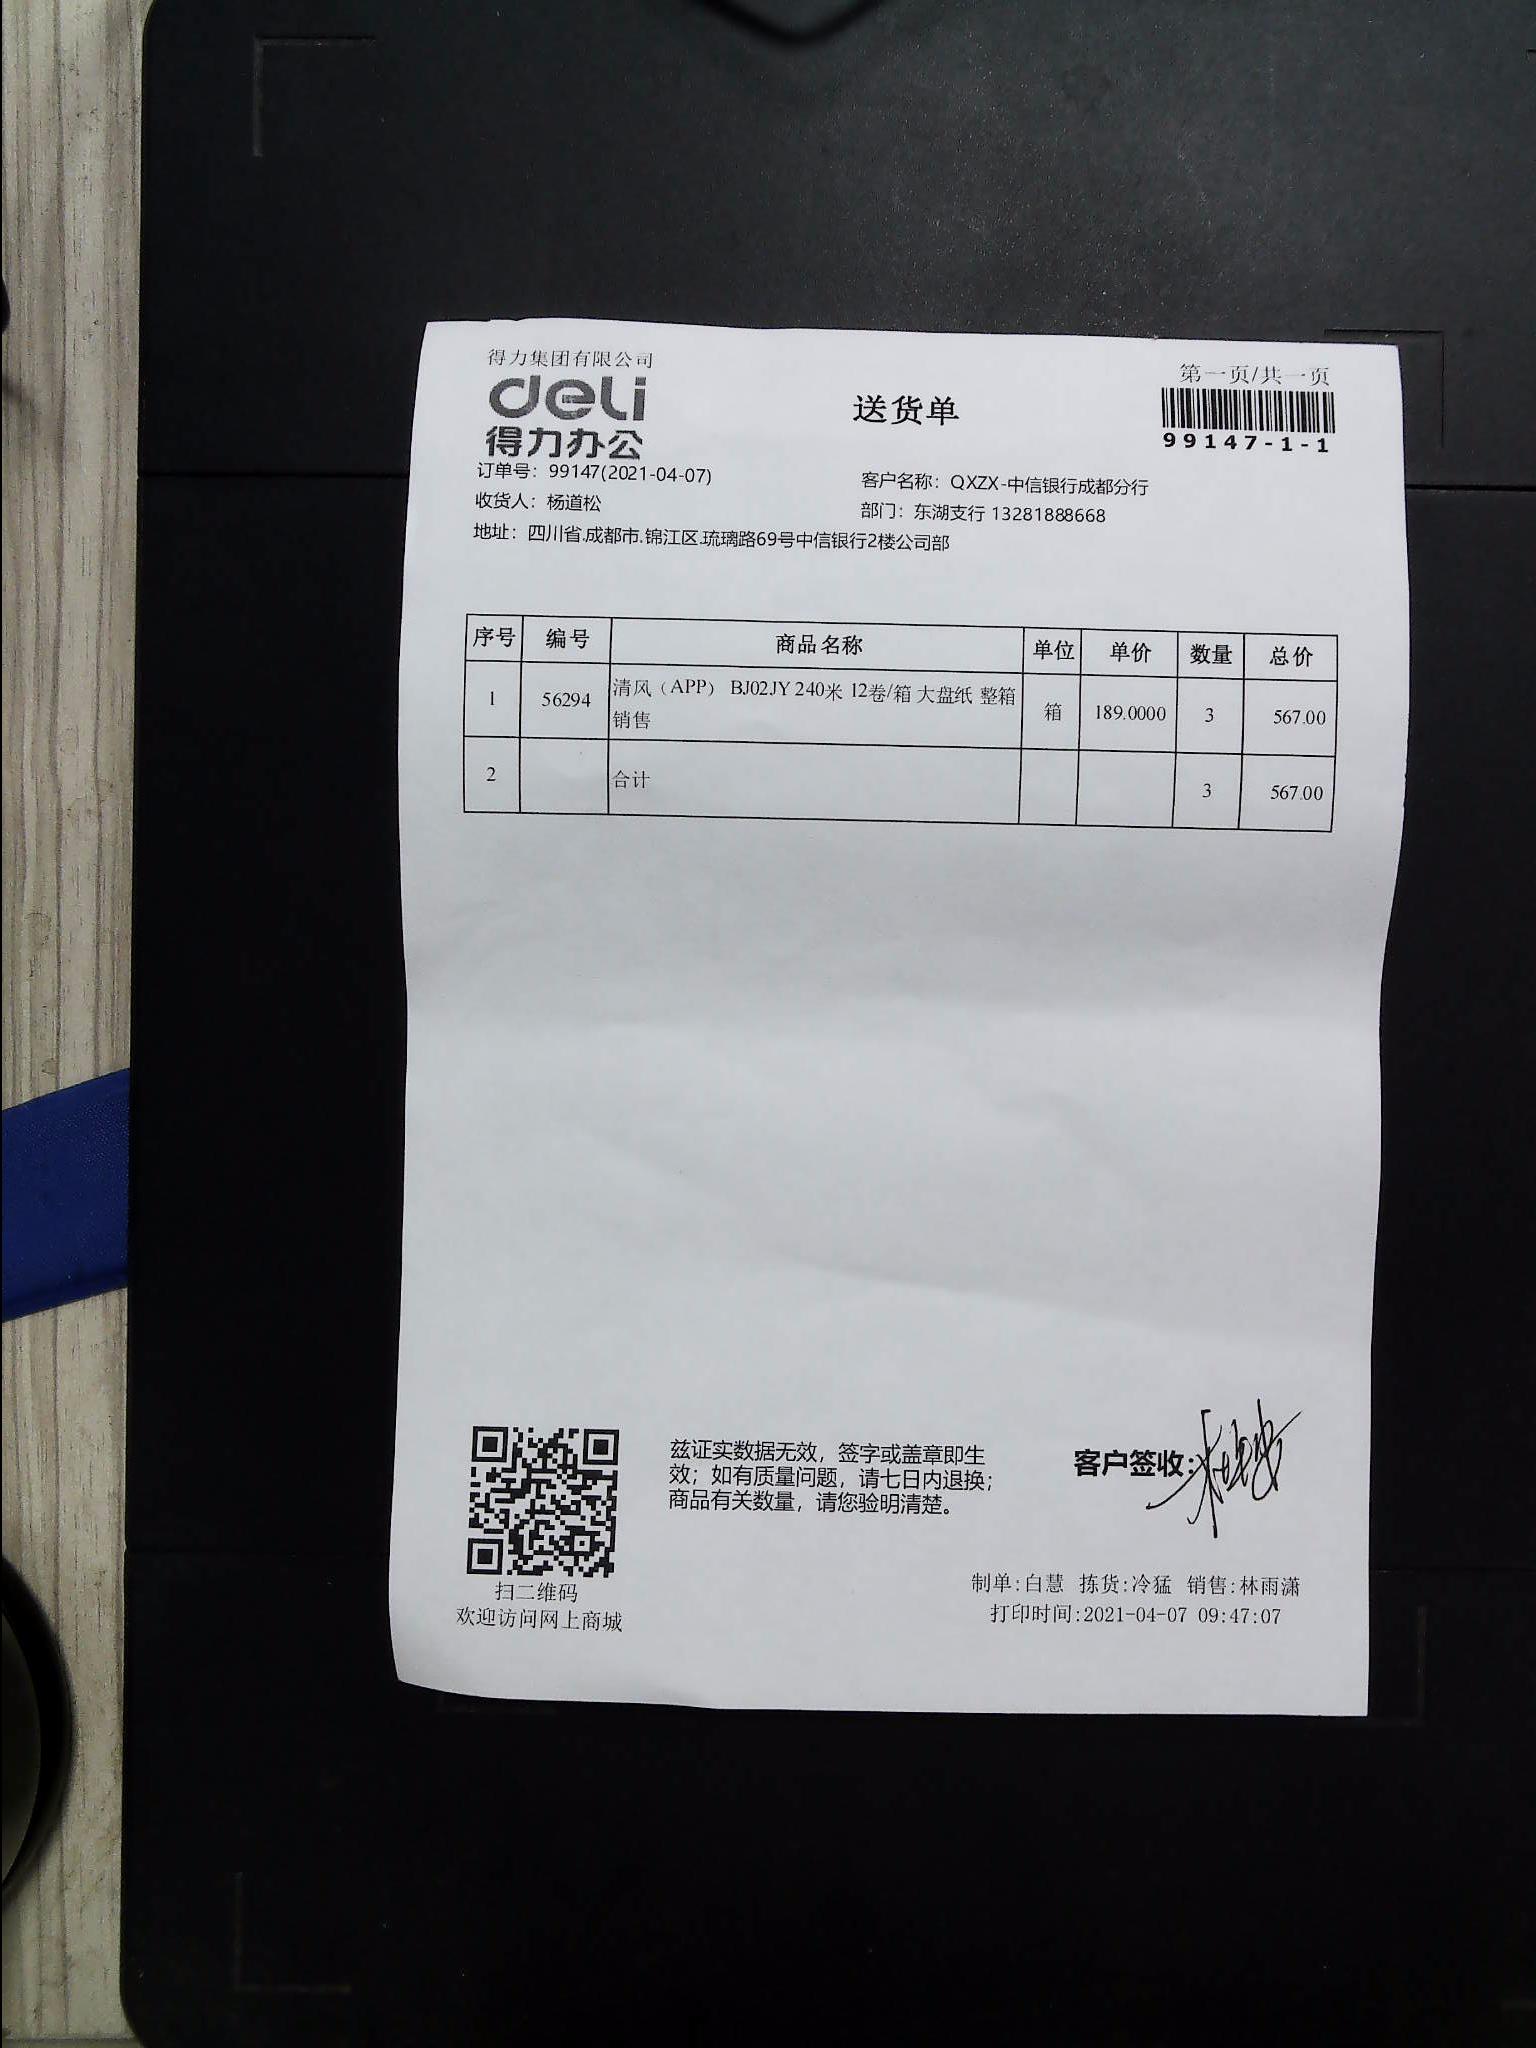 得力集团有限公司
deli
得力办公
送货单
第一页/共一页
99147-1-1
订单号：99147(2021-04-07)
客户名称：QXZX-中信银行成都分行
收货人：杨道松
部门：东湖支行 13281888668
地址：四川省.成都市.锦江区.琉璃路69号中信银行2楼公司部
序号 编号 商品名称 单位 单价 数量 总价
1 56294 清风（APP） BJ02JY 240米 12卷/箱 大盘纸 整箱 箱 189.0000 3 567.00
销售
2 合计 3 567.00
兹证实数据无效，签字或盖章即生
效；如有质量问题，请七日内退换；
商品有关数量，请您验明清楚。
客户签收：
扫二维码
欢迎访问网上商城
制单:白慧 拣货:冷猛 销售:林雨潇
打印时间:2021-04-07 09:47:07